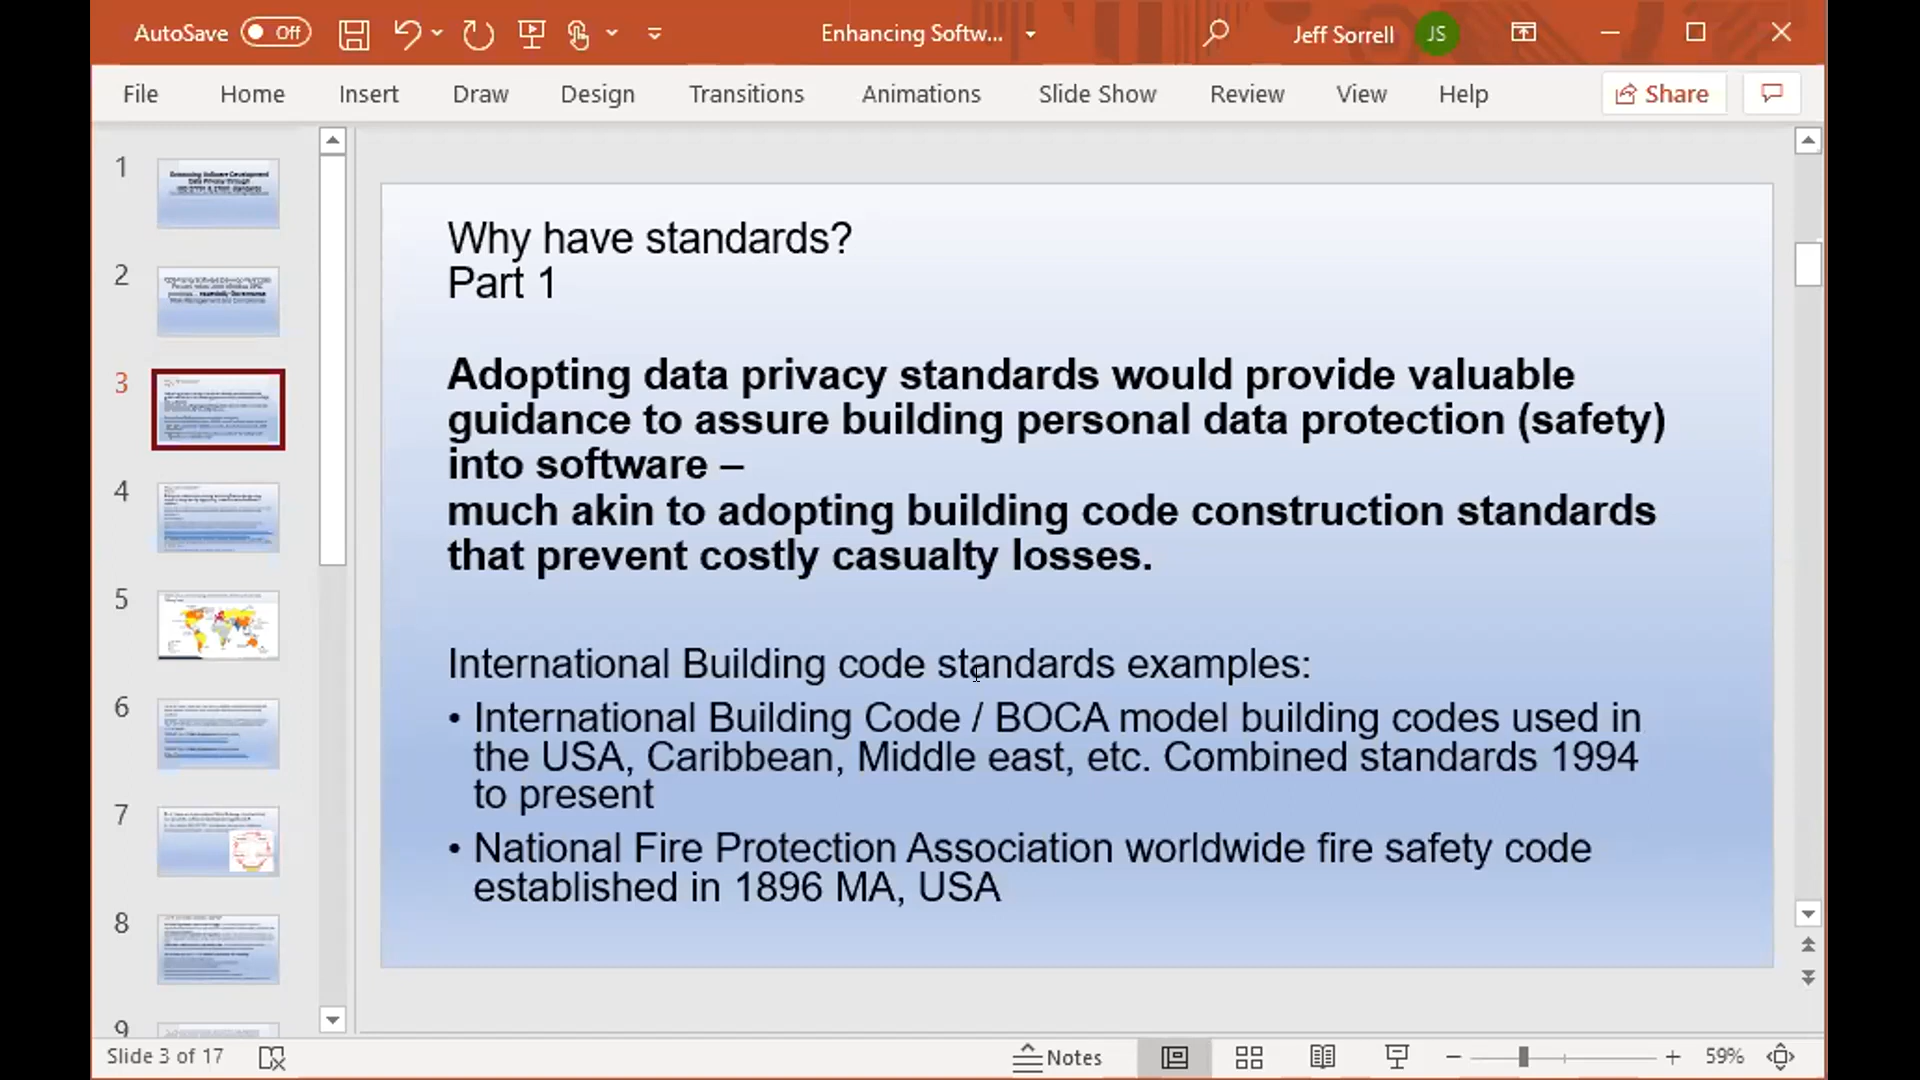 AutoSave Off Enhancing Softw... Jeff Sorrell JS
File Home Insert Draw Design Transitions Animations Slide Show Review View Help Share
1
2
3
4
5
6
7
8
9
Why have standards?
Part 1
Adopting data privacy standards would provide valuable
guidance to assure building personal data protection (safety)
into software –
much akin to adopting building code construction standards
that prevent costly casualty losses.
International Building code standards examples:
• International Building Code / BOCA model building codes used in
the USA, Caribbean, Middle east, etc. Combined standards 1994
to present
• National Fire Protection Association worldwide fire safety code
established in 1896 MA, USA
Slide 3 of 17 Notes 59%